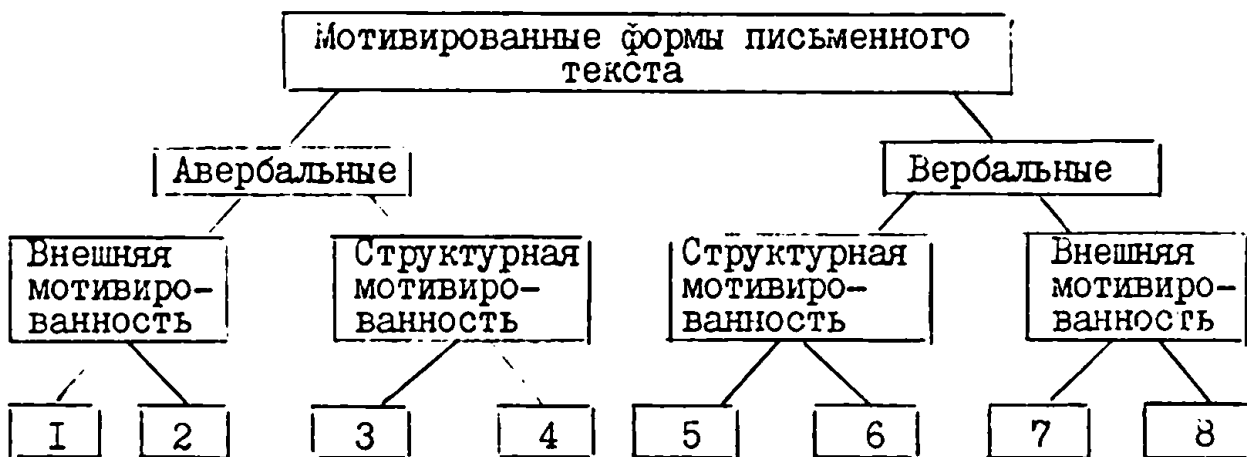 Мотивированные формы письменного
текста
Авербальные
Вербальные
Внешняя
мотивиро-
ванность
Структурная
мотивиро-
ванность
Структурная
мотивиро-
ванность
Внешняя
мотивиро-
ванность
I 2 3 4 5 6 7 8